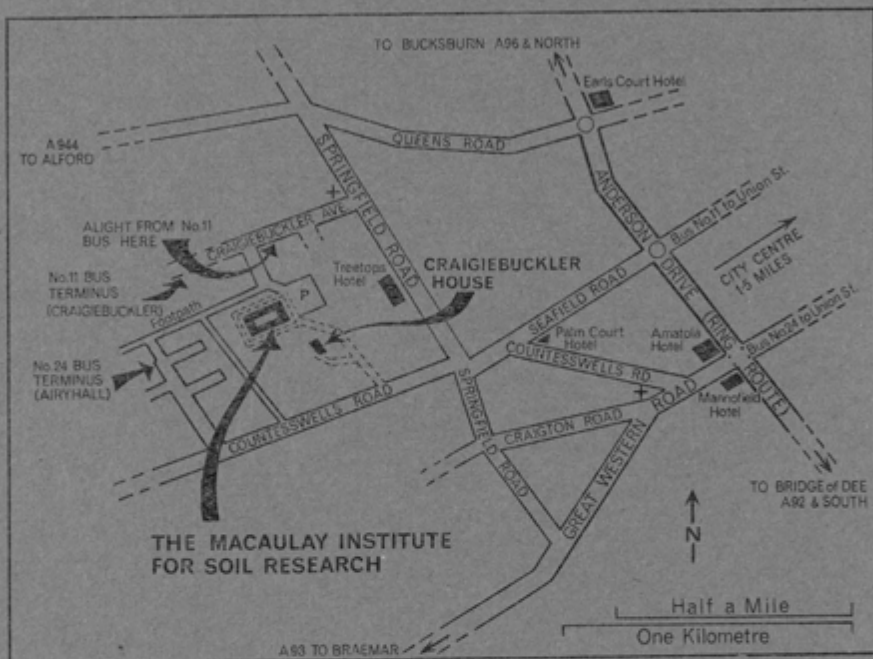 TO BUCKSBURN A96 & NORTH
Earls Court Hotel
A944
TO ALFORD
QUEENS ROAD
SPRINGFIELD ROAD
ANDERSON DRIVE (RING ROUTE)
Bus No.11 to Union St.
ALIGHT FROM No.11
BUS HERE
CRAIGIEBUCKLER AVE.
CITY CENTRE
1·5 MILES
No.11 BUS
TERMINUS
(CRAIGIEBUCKLER)
Footpath
P
Treetops
Hotel
CRAIGIEBUCKLER
HOUSE
SEAFIELD ROAD
Bus No.24 to Union St.
Palm Court
Hotel
Amatola
Hotel
COUNTESSWELLS RD
No.24 BUS
TERMINUS
(AIRYHALL)
COUNTESSWELLS ROAD
SPRINGFIELD ROAD
CRAIGTON ROAD
GREAT WESTERN ROAD
Mannofield
Hotel
TO BRIDGE of DEE
A92 & SOUTH
THE MACAULAY INSTITUTE
FOR SOIL RESEARCH
N
Half a Mile
One Kilometre
A93 TO BRAEMAR